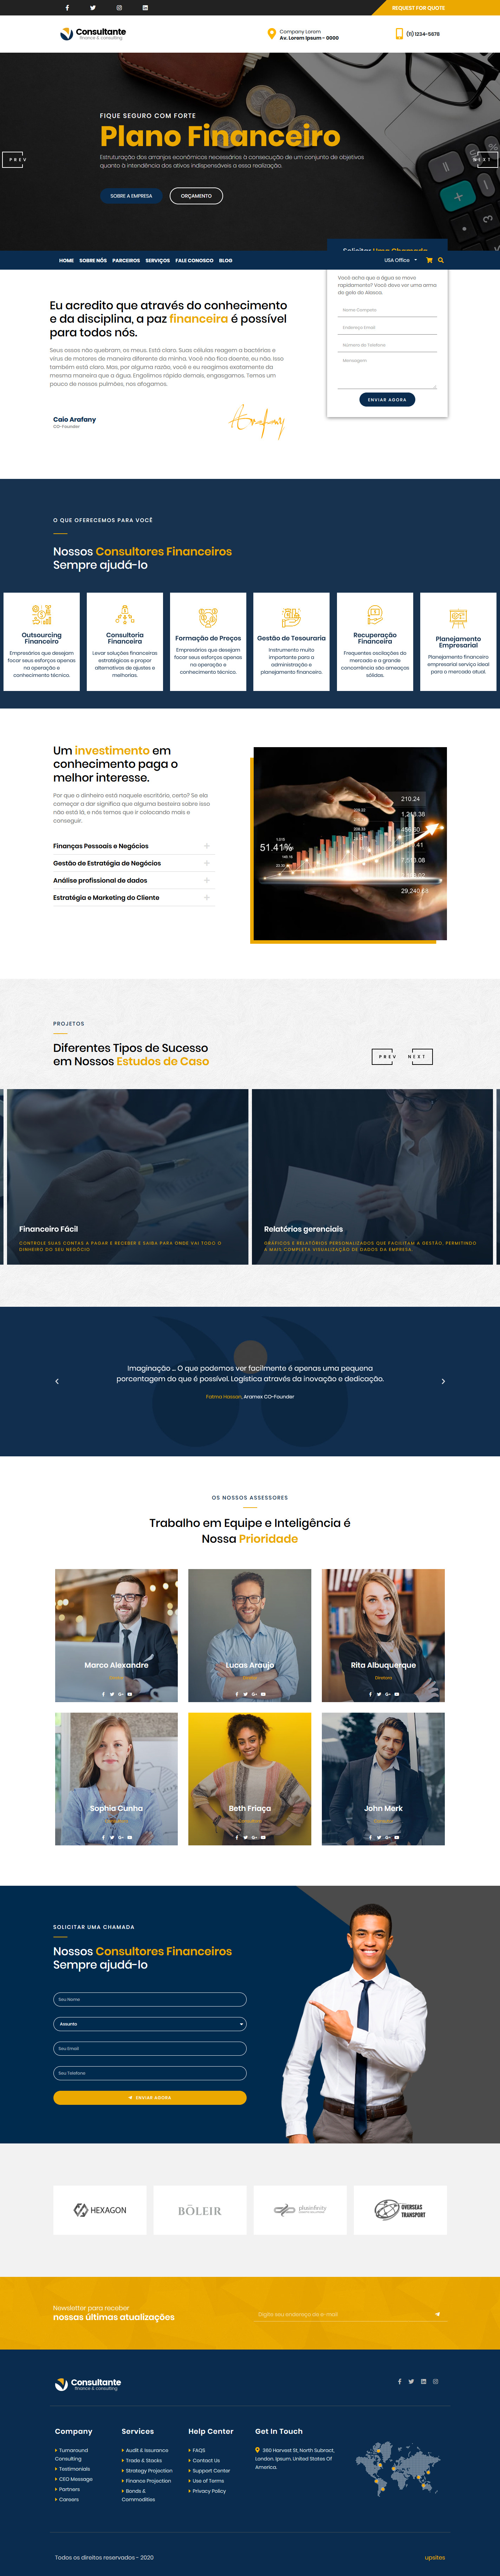 REQUEST FOR QUOTE
Consultante
finance & consulting
Company Lorem
Av. Lorem Ipsum - 0000
(11) 1234-5678
FIQUE SEGURO COM FORTE
Plano Financeiro
Estruturação dos arranjos econômicos necessários à consecução de um conjunto de objetivos
quanto à intendência dos ativos indispensáveis a essa realização.
PREV
NEXT
SOBRE A EMPRESA
ORÇAMENTO
Solicitar Uma Chamada
HOME SOBRE NÓS PARCEIROS SERVIÇOS FALE CONOSCO BLOG
USA Office
Você acha que a água se move
rapidamente? Você deve ver uma arma
de gelo do Abaco.
Nome Completo
Endereço Email
Número de Telefone
Mensagem
ENVIAR AGORA
Eu acredito que através do conhecimento
e da disciplina, a paz financeira é possível
para todos nós.
Seus ossos não quebram, os meus. Está claro. Suas células reagem a bactérias e
vírus de maneira diferente da minha. Você não fica doente, eu não. Isso
também está claro. Mas, por alguma razão, você e eu reagimos exatamente da
mesma maneira que a água. Engolimos rápido demais, engasgamos. Temos um
pouco de nossos pulmões, nos afogamos.
Caio Arafany
CO-Founder
Arafany
O QUE OFERECEMOS PARA VOCÊ
Nossos Consultores Financeiros
Sempre ajudá-lo
Outsourcing
Financeiro
Empresários que desejam
focar seus esforços apenas
na operação e
conhecimento técnico.
Consultoria
Financeira
Levar soluções financeiras
estratégicas e propor
alternativas de ajustes e
melhorias.
Formação de Preços
Empresários que desejam
focar seus esforços apenas
na operação e
conhecimento técnico.
Gestão de Tesouraria
Instrumento muito
importante para a
administração e
planejamento financeiro.
Recuperação
Financeira
Frequentes oscilações do
mercado e a grande
concorrência são ameaças
sólidas.
Planejamento
Empresarial
Planejamento financeiro
empresarial serviço ideal
para o mercado atual.
Um investimento em
conhecimento paga o
melhor interesse.
Por que o dinheiro está naquele escritório, certo? Se ela
começar a dar significa que alguma besteira sobre isso
não está lá, e nós temos que ir colocando mais e
conseguir.
Finanças Pessoais e Negócios
Gestão de Estratégia de Negócios
Análise profissional de dados
Estratégia e Marketing do Cliente
51.41%
210.24
PROJETOS
Diferentes Tipos de Sucesso
em Nossos Estudos de Caso
PREV
NEXT
Financeiro Fácil
CONTROLE SUAS CONTAS A PAGAR E RECEBER E SAIBA PARA ONDE VAI TODO O
DINHEIRO DO SEU NEGÓCIO
Relatórios gerenciais
GRÁFICOS E RELATÓRIOS PERSONALIZADOS QUE FACILITAM A GESTÃO, PERMITINDO
A MAIS COMPLETA VISUALIZAÇÃO DE DADOS DA EMPRESA.
Imaginação ... O que podemos ver facilmente é apenas uma pequena
porcentagem do que é possível. Logística através da inovação e dedicação.
Fatma Hassan, Aramex CO-Founder
OS NOSSOS ASSESSORES
Trabalho em Equipe e Inteligência é
Nossa Prioridade
Marco Alexandre
Lucas Araujo
Rita Albuquerque
Diretora
Sophia Cunha
Beth Friaça
John Merk
SOLICITAR UMA CHAMADA
Nossos Consultores Financeiros
Sempre ajudá-lo
Seu Nome
Assunto
Seu Email
Seu Telefone
ENVIAR AGORA
HEXAGON
BÖLEIR
OVERSEAS
TRANSPORT
Newsletter para receber
nossas últimas atualizações
Digite seu endereço de e-mail
Consultante
finance & consulting
Company
Turnaround
Consulting
Testimonials
CEO Message
Partners
Careers
Services
Audit & Assurance
Trade & Stocks
Strategy Projection
Finance Projection
Bonds &
Commodities
Help Center
FAQS
Contact Us
Support Center
Use of Terms
Privacy Policy
Get In Touch
360 Harvest St, North Subract,
London. Ipsum. United States Of
America.
Todos os direitos reservados - 2020
upsites